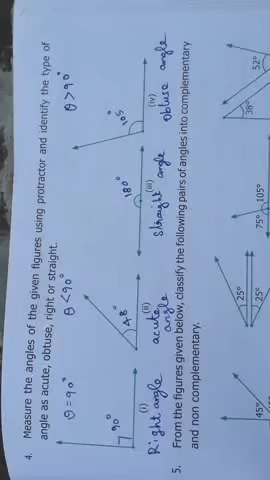 4. Measure the angles of the given figures using protractor and identify the type of
angle as acute, obtuse, right or straight.
θ = 90° θ < 90° θ > 90°
90° 48° 180° 105°
(i) (ii) (iii) (iv)
Right angle acute angle straight angle obtuse angle
5. From the figures given below, classify the following pairs of angles into complementary
and non complementary.
45° 25° 25° 75° 105° 38° 52°